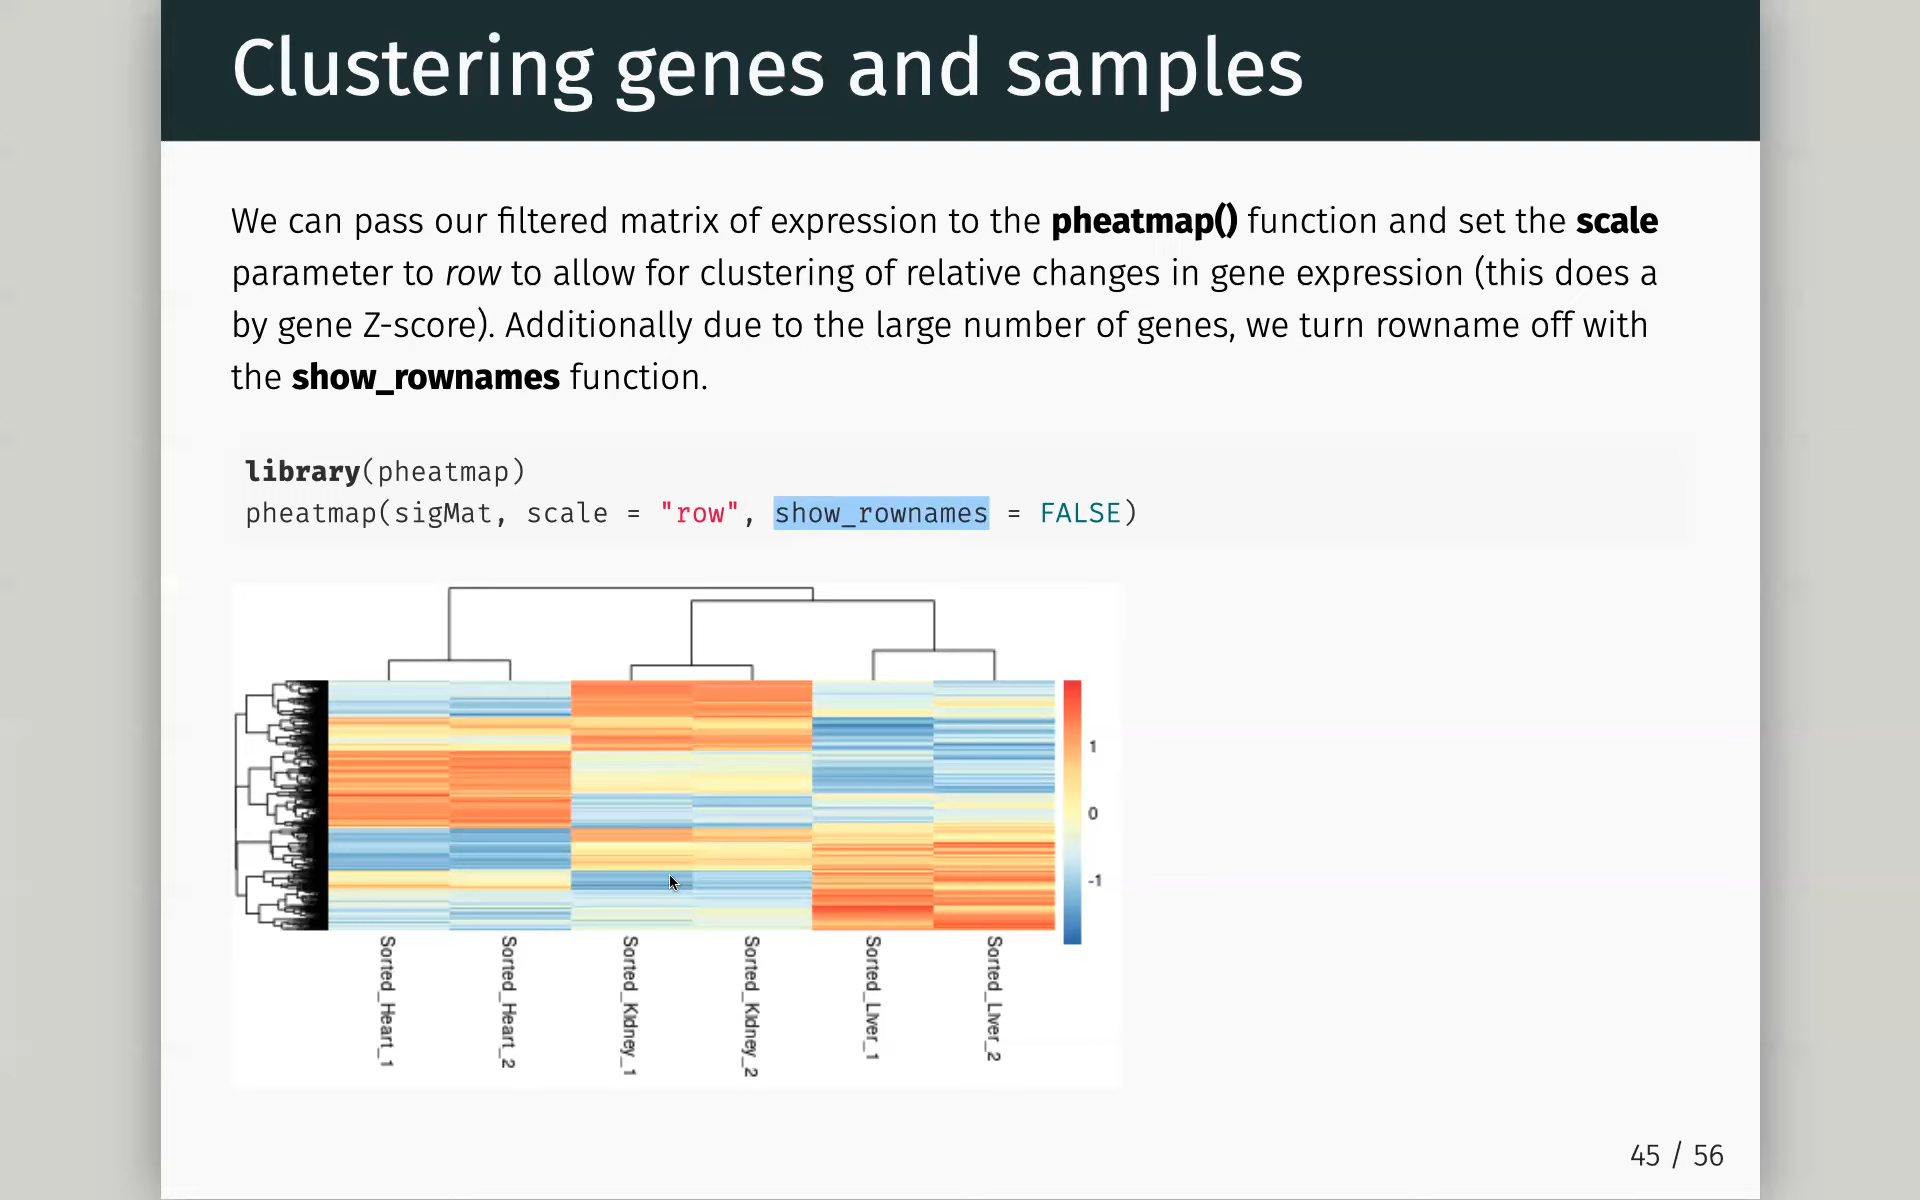 Clustering genes and samples
We can pass our filtered matrix of expression to the pheatmap() function and set the scale
parameter to row to allow for clustering of relative changes in gene expression (this does a
by gene Z-score). Additionally due to the large number of genes, we turn rowname off with
the show_rownames function.
library(pheatmap)
pheatmap(sigMat, scale = "row", show_rownames = FALSE)
1
0
-1
Sorted_Heart_1
Sorted_Heart_2
Sorted_Kidney_1
Sorted_Kidney_2
Sorted_Liver_1
Sorted_Liver_2
45 / 56